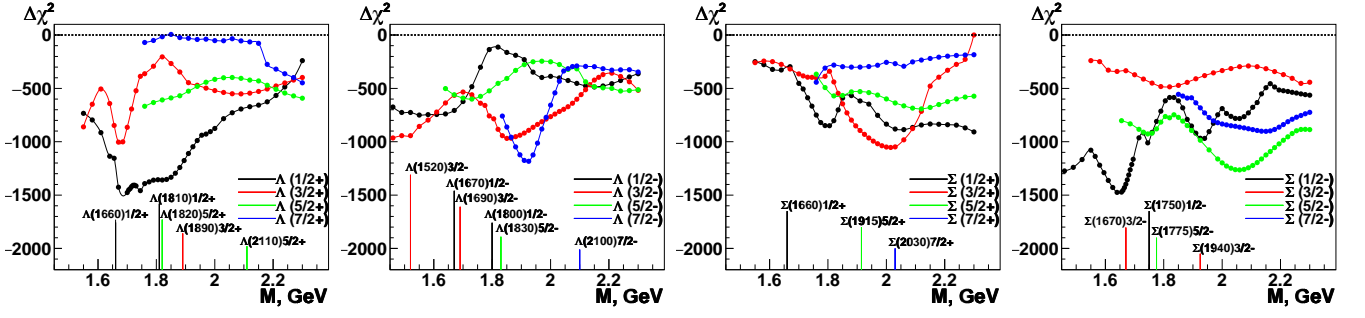 Δχ²
0
−500
−1000
−1500
−2000
Λ (1/2+)
Λ (3/2+)
Λ (5/2+)
Λ (7/2+)
Λ(1810)1/2+
Λ(1660)1/2+
Λ(1820)5/2+
Λ(1890)3/2+
Λ(2110)5/2+
1.6 1.8 2 2.2
M, GeV
Δχ²
0
−500
−1000
−1500
−2000
Λ(1520)3/2-
Λ (1/2-)
Λ (3/2-)
Λ (5/2-)
Λ (7/2-)
Λ(1670)1/2-
Λ(1690)3/2-
Λ(1800)1/2-
Λ(1830)5/2-
Λ(2100)7/2-
1.6 1.8 2 2.2
M, GeV
Δχ²
0
−500
−1000
−1500
−2000
Σ (1/2+)
Σ (3/2+)
Σ (5/2+)
Σ (7/2+)
Σ(1660)1/2+
Σ(1915)5/2+
Σ(2030)7/2+
1.6 1.8 2 2.2
M, GeV
Δχ²
0
−500
−1000
−1500
−2000
Σ (1/2-)
Σ (3/2-)
Σ (5/2-)
Σ (7/2-)
Σ(1750)1/2-
Σ(1670)3/2-
Σ(1775)5/2-
Σ(1940)3/2-
1.6 1.8 2 2.2
M, GeV